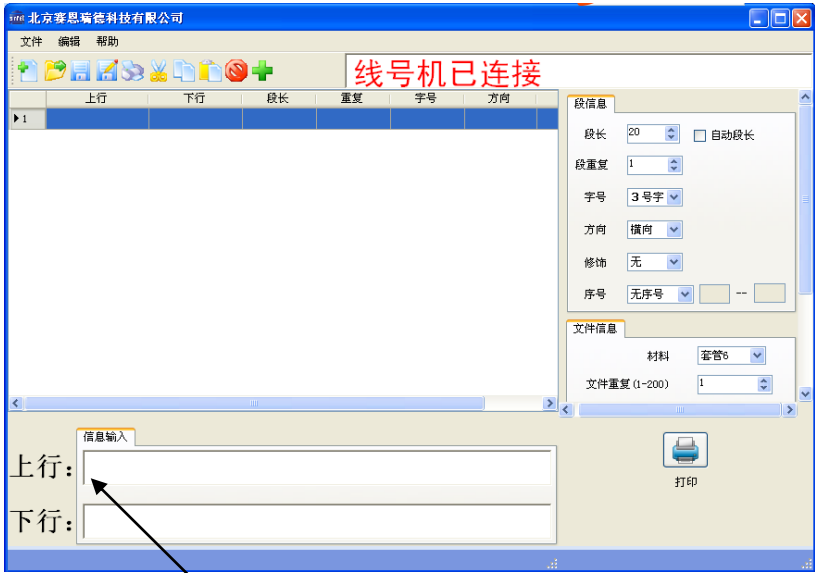 北京赛恩瑞德科技有限公司
文件 编辑 帮助
线号机已连接
上行 下行 段长 重复 字号 方向
1
段信息
段长 20 自动段长
段重复 1
字号 3号字
方向 横向
修饰 无
序号 无序号 --
文件信息
材料 套管6
文件重复(1-200) 1
信息输入
上行：
下行：
打印